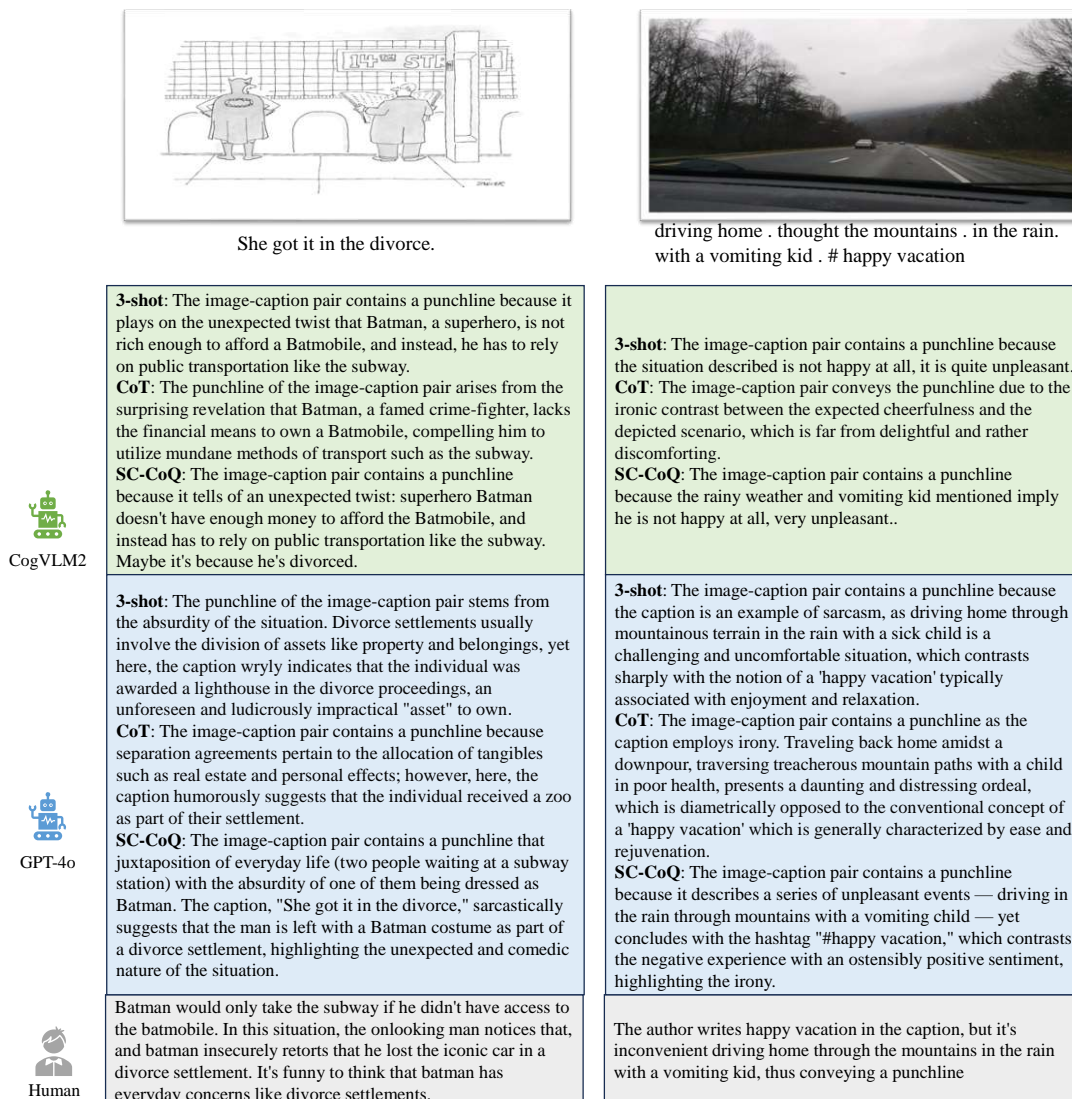 14TH ST T
She got it in the divorce.
driving home . thought the mountains . in the rain.
with a vomiting kid . # happy vacation
CogVLM2
3-shot: The image-caption pair contains a punchline because it
plays on the unexpected twist that Batman, a superhero, is not
rich enough to afford a Batmobile, and instead, he has to rely
on public transportation like the subway.
CoT: The punchline of the image-caption pair arises from the
surprising revelation that Batman, a famed crime-fighter, lacks
the financial means to own a Batmobile, compelling him to
utilize mundane methods of transport such as the subway.
SC-CoQ: The image-caption pair contains a punchline
because it tells of an unexpected twist: superhero Batman
doesn't have enough money to afford the Batmobile, and
instead has to rely on public transportation like the subway.
Maybe it's because he's divorced.
3-shot: The image-caption pair contains a punchline because
the situation described is not happy at all, it is quite unpleasant.
CoT: The image-caption pair conveys the punchline due to the
ironic contrast between the expected cheerfulness and the
depicted scenario, which is far from delightful and rather
discomforting.
SC-CoQ: The image-caption pair contains a punchline
because the rainy weather and vomiting kid mentioned imply
he is not happy at all, very unpleasant..
GPT-4o
3-shot: The punchline of the image-caption pair stems from
the absurdity of the situation. Divorce settlements usually
involve the division of assets like property and belongings, yet
here, the caption wryly indicates that the individual was
awarded a lighthouse in the divorce proceedings, an
unforeseen and ludicrously impractical "asset" to own.
CoT: The image-caption pair contains a punchline because
separation agreements pertain to the allocation of tangibles
such as real estate and personal effects; however, here, the
caption humorously suggests that the individual received a zoo
as part of their settlement.
SC-CoQ: The image-caption pair contains a punchline that
juxtaposition of everyday life (two people waiting at a subway
station) with the absurdity of one of them being dressed as
Batman. The caption, "She got it in the divorce," sarcastically
suggests that the man is left with a Batman costume as part of
a divorce settlement, highlighting the unexpected and comedic
nature of the situation.
3-shot: The image-caption pair contains a punchline because
the caption is an example of sarcasm, as driving home through
mountainous terrain in the rain with a sick child is a
challenging and uncomfortable situation, which contrasts
sharply with the notion of a 'happy vacation' typically
associated with enjoyment and relaxation.
CoT: The image-caption pair contains a punchline as the
caption employs irony. Traveling back home amidst a
downpour, traversing treacherous mountain paths with a child
in poor health, presents a daunting and distressing ordeal,
which is diametrically opposed to the conventional concept of
a 'happy vacation' which is generally characterized by ease and
rejuvenation.
SC-CoQ: The image-caption pair contains a punchline
because it describes a series of unpleasant events — driving in
the rain through mountains with a vomiting child — yet
concludes with the hashtag "#happy vacation," which contrasts
the negative experience with an ostensibly positive sentiment,
highlighting the irony.
Human
Batman would only take the subway if he didn't have access to
the batmobile. In this situation, the onlooking man notices that,
and batman insecurely retorts that he lost the iconic car in a
divorce settlement. It's funny to think that batman has
everyday concerns like divorce settlements.
The author writes happy vacation in the caption, but it's
inconvenient driving home through the mountains in the rain
with a vomiting kid, thus conveying a punchline